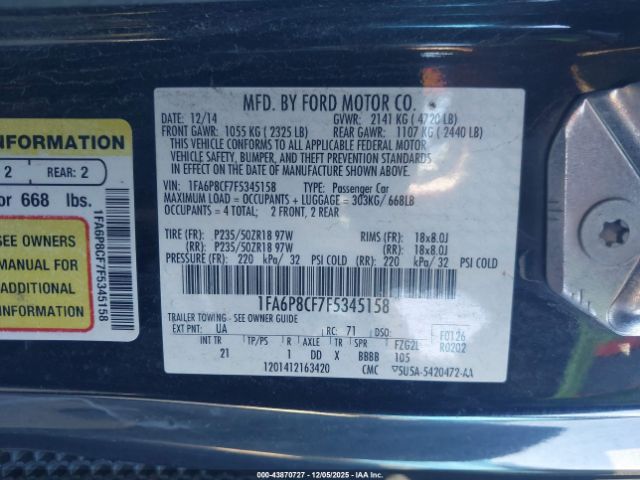 MFD. BY FORD MOTOR CO.
DATE: 12/14 GVWR: 2141 KG ( 4720 LB)
FRONT GAWR: 1055 KG ( 2325 LB) REAR GAWR: 1107 KG ( 2440 LB)
THIS VEHICLE CONFORMS TO ALL APPLICABLE FEDERAL MOTOR
VEHICLE SAFETY, BUMPER, AND THEFT PREVENTION STANDARDS IN
EFFECT ON THE DATE OF MANUFACTURE SHOWN ABOVE.
VIN: 1FA6P8CF7F5345158 TYPE: Passenger Car
MAXIMUM LOAD = OCCUPANTS + LUGGAGE = 303KG/ 668LB
OCCUPANTS = 4 TOTAL; 2 FRONT, 2 REAR
TIRE (FR): P235/50ZR18 97W RIMS (FR): 18x8.0J
(RR): P235/50ZR18 97W (RR): 18x8.0J
PRESSURE (FR): 220 kPa/ 32 PSI COLD (RR): 220 kPa/ 32 PSI COLD
1FA6P8CF7F5345158
TRAILER TOWING - SEE OWNER GUIDE
EXT PNT: UA RC: 71 DSO: F0126
INT TR TP/PS R AXLE TR SPR FZG2L R0202
21 1 DD X BBBB 105
1201412163420 CMC 5U5A-5420472-AA
INFORMATION
2 REAR: 2
or 668 lbs.
SEE OWNERS
MANUAL FOR
ADDITIONAL
INFORMATION
1FA6P8CF7F5345158
000-43870727 - 12/05/2025 - IAAI.COM